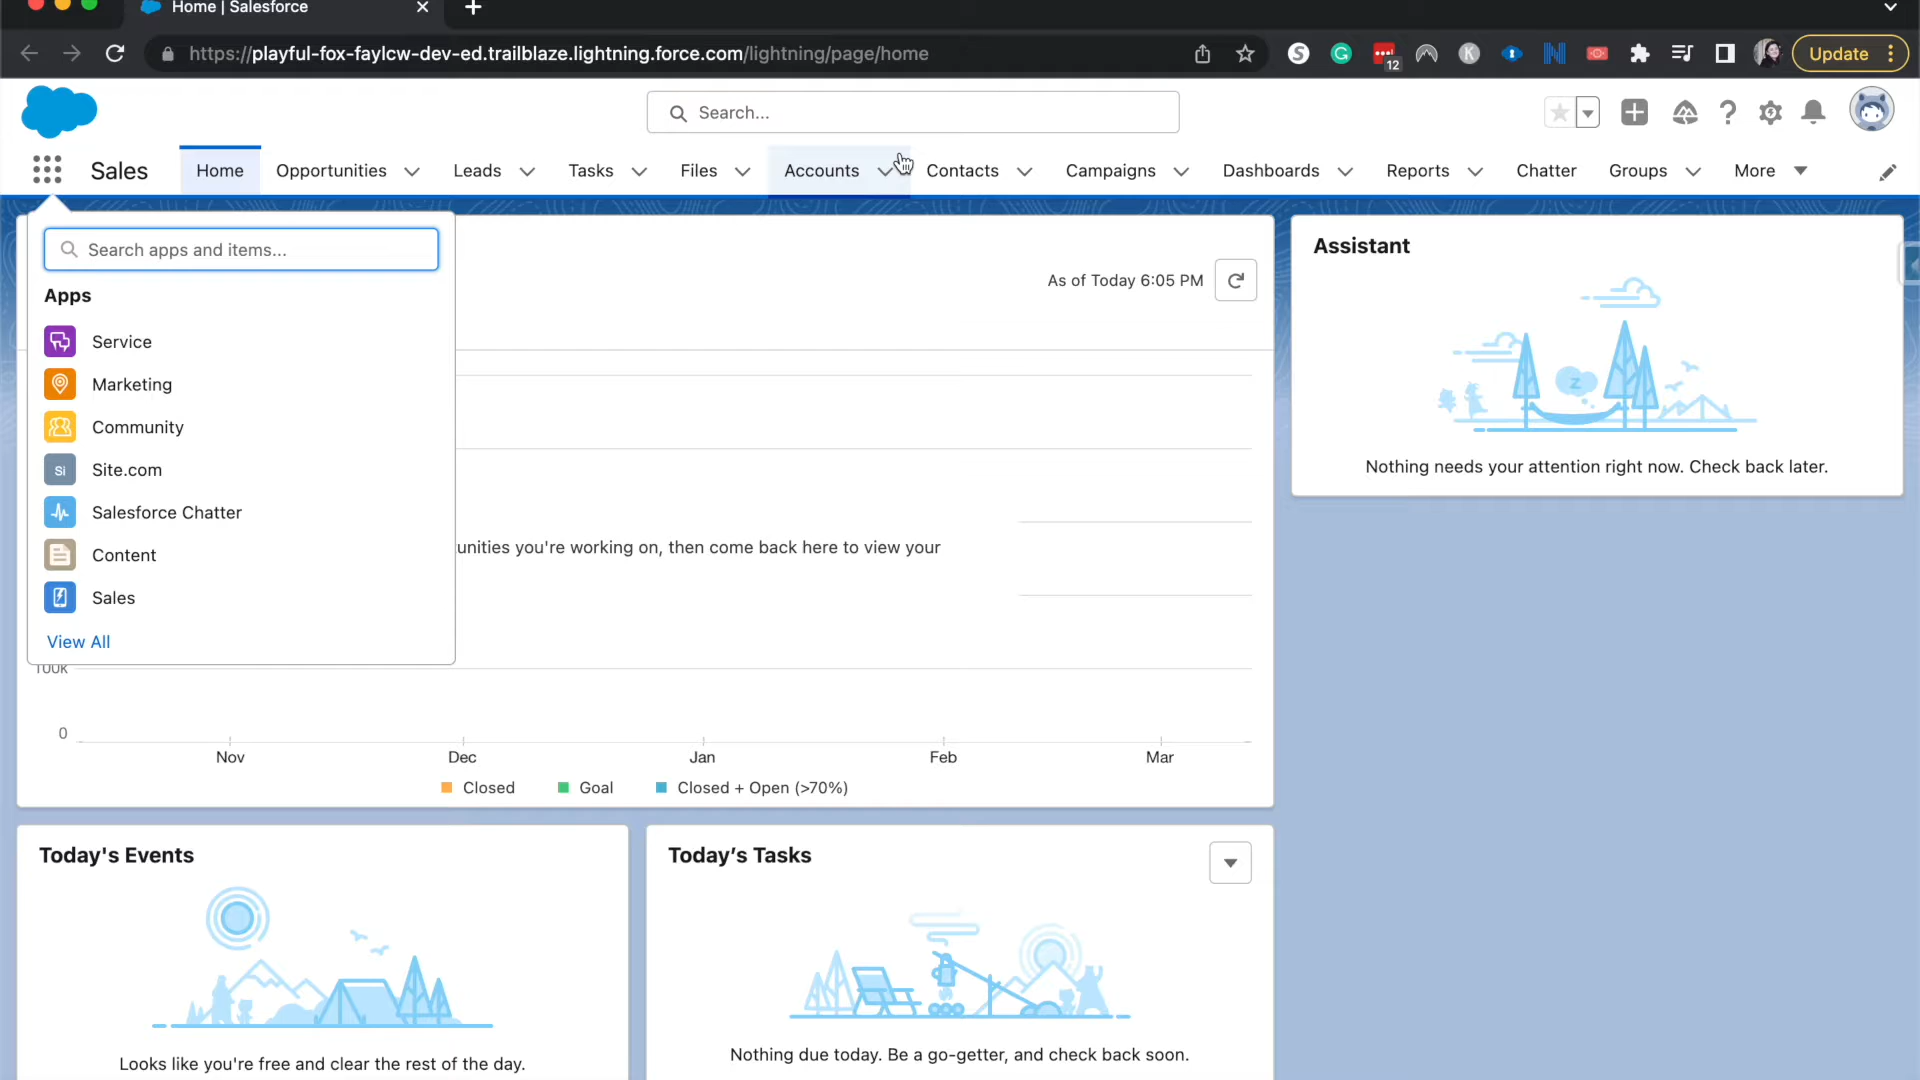 Home | Salesforce
https://playful-fox-faylcw-dev-ed.trailblaze.lightning.force.com/lightning/page/home
12
Update
Search...
Sales
Home
Opportunities
Leads
Tasks
Files
Accounts
Contacts
Campaigns
Dashboards
Reports
Chatter
Groups
More
Search apps and items...
Apps
Service
Marketing
Community
Si
Site.com
Salesforce Chatter
Content
Sales
View All
As of Today 6:05 PM
unities you're working on, then come back here to view your
100k
0
Nov
Dec
Jan
Feb
Mar
Closed
Goal
Closed + Open (>70%)
Assistant
z
Nothing needs your attention right now. Check back later.
Today's Events
Looks like you're free and clear the rest of the day.
Today’s Tasks
Nothing due today. Be a go-getter, and check back soon.